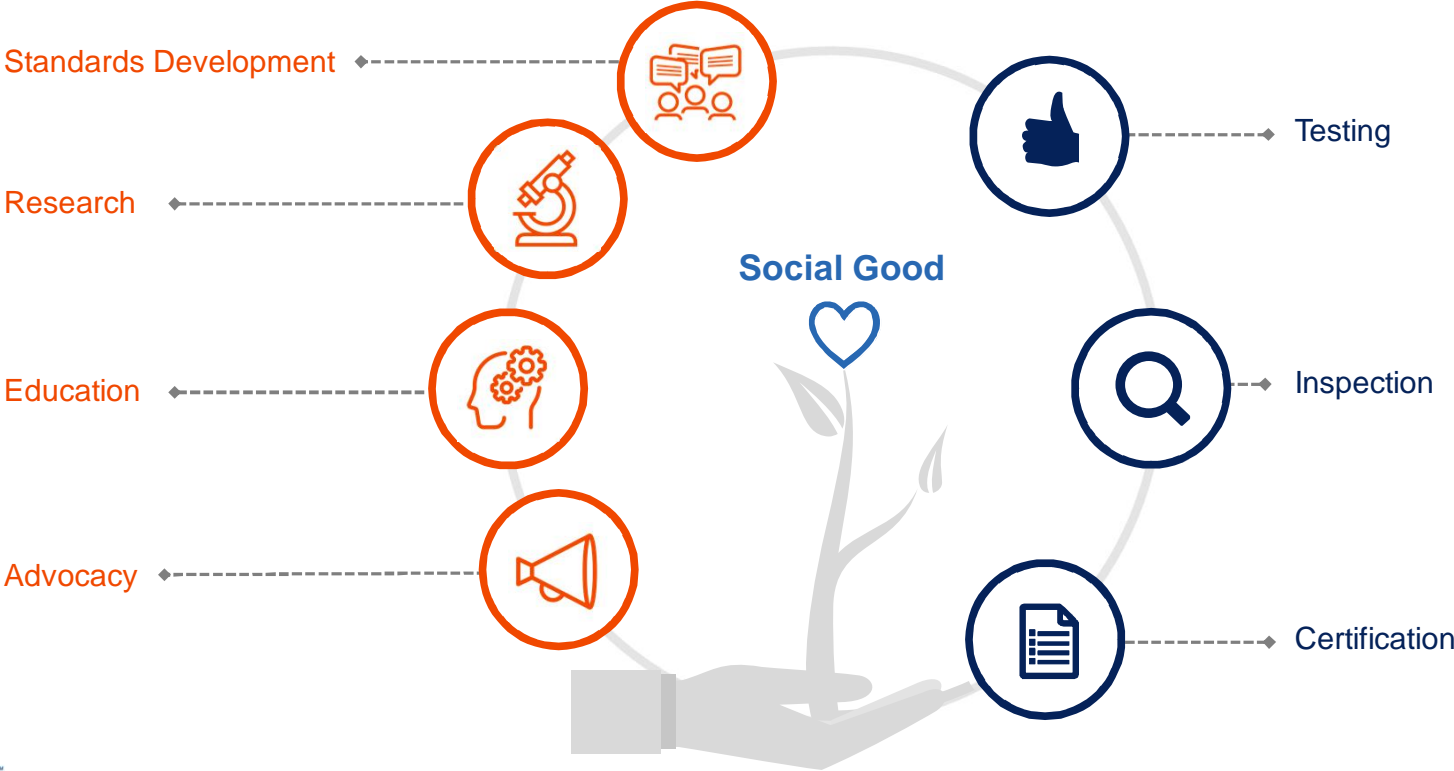 Standards Development
Research
Education
Advocacy
Social Good
Testing
Inspection
Certification